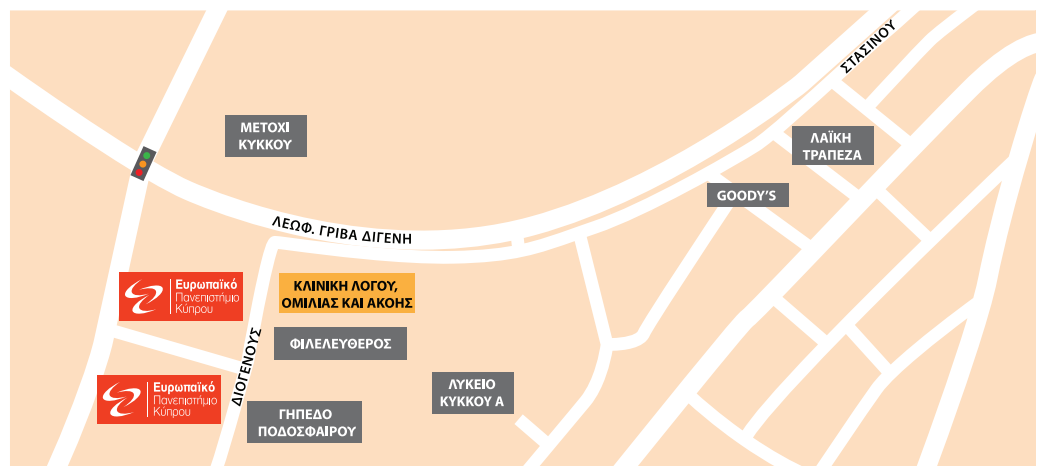 ΣΤΑΣΙΝΟΥ
ΜΕΤΟΧΙ
ΚΥΚΚΟΥ
ΛΑΪΚΗ
ΤΡΑΠΕΖΑ
GOODY'S
ΛΕΩΦ. ΓΡΙΒΑ ΔΙΓΕΝΗ
Ευρωπαϊκό
Πανεπιστήμιο
Κύπρου
ΚΛΙΝΙΚΗ ΛΟΓΟΥ,
ΟΜΙΛΙΑΣ ΚΑΙ ΑΚΟΗΣ
ΦΙΛΕΛΕΥΘΕΡΟΣ
ΔΙΟΓΕΝΟΥΣ
Ευρωπαϊκό
Πανεπιστήμιο
Κύπρου
ΛΥΚΕΙΟ
ΚΥΚΚΟΥ Α
ΓΗΠΕΔΟ
ΠΟΔΟΣΦΑΙΡΟΥ